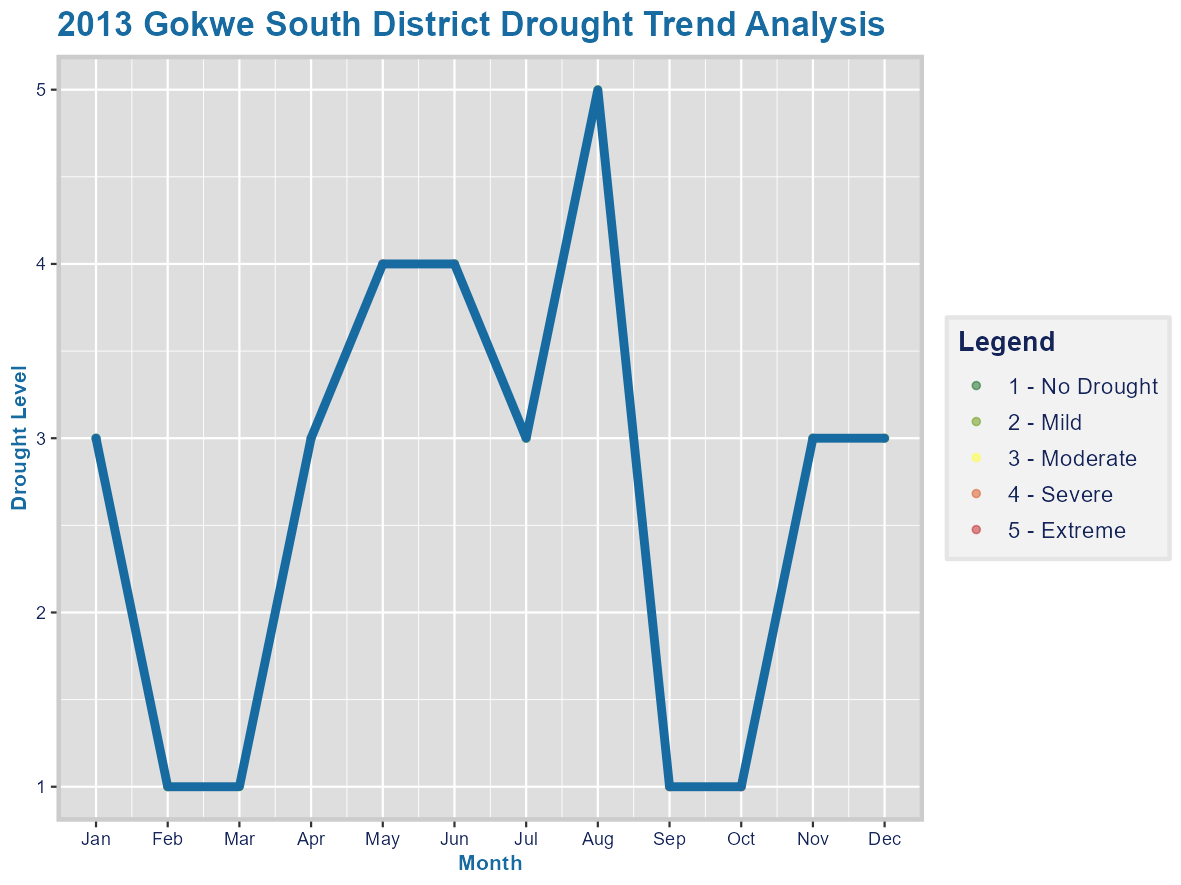 2013 Gokwe South District Drought Trend Analysis
Drought Level
5
4
3
2
1
Jan Feb Mar Apr May Jun Jul Aug Sep Oct Nov Dec
Month
Legend
1 - No Drought
2 - Mild
3 - Moderate
4 - Severe
5 - Extreme